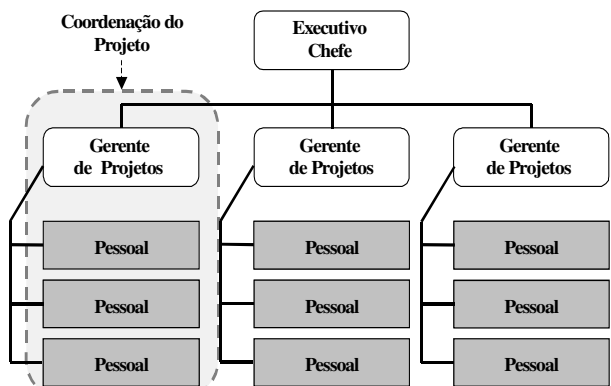 Coordenação do
Projeto
Executivo
Chefe
Gerente
de Projetos
Gerente
de Projetos
Gerente
de Projetos
Pessoal
Pessoal
Pessoal
Pessoal
Pessoal
Pessoal
Pessoal
Pessoal
Pessoal